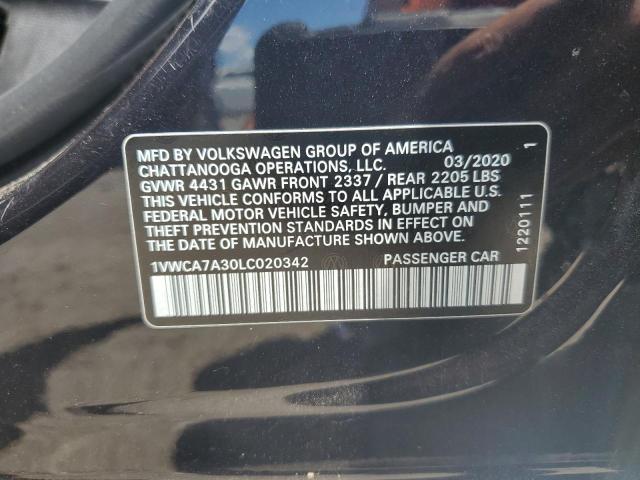 MFD BY VOLKSWAGEN GROUP OF AMERICA 1
CHATTANOOGA OPERATIONS, LLC. 03/2020
GVWR 4431 GAWR FRONT 2337 / REAR 2205 LBS
THIS VEHICLE CONFORMS TO ALL APPLICABLE U.S.
FEDERAL MOTOR VEHICLE SAFETY, BUMPER AND
THEFT PREVENTION STANDARDS IN EFFECT ON
THE DATE OF MANUFACTURE SHOWN ABOVE.
1220111
1VWCA7A30LC020342 PASSENGER CAR